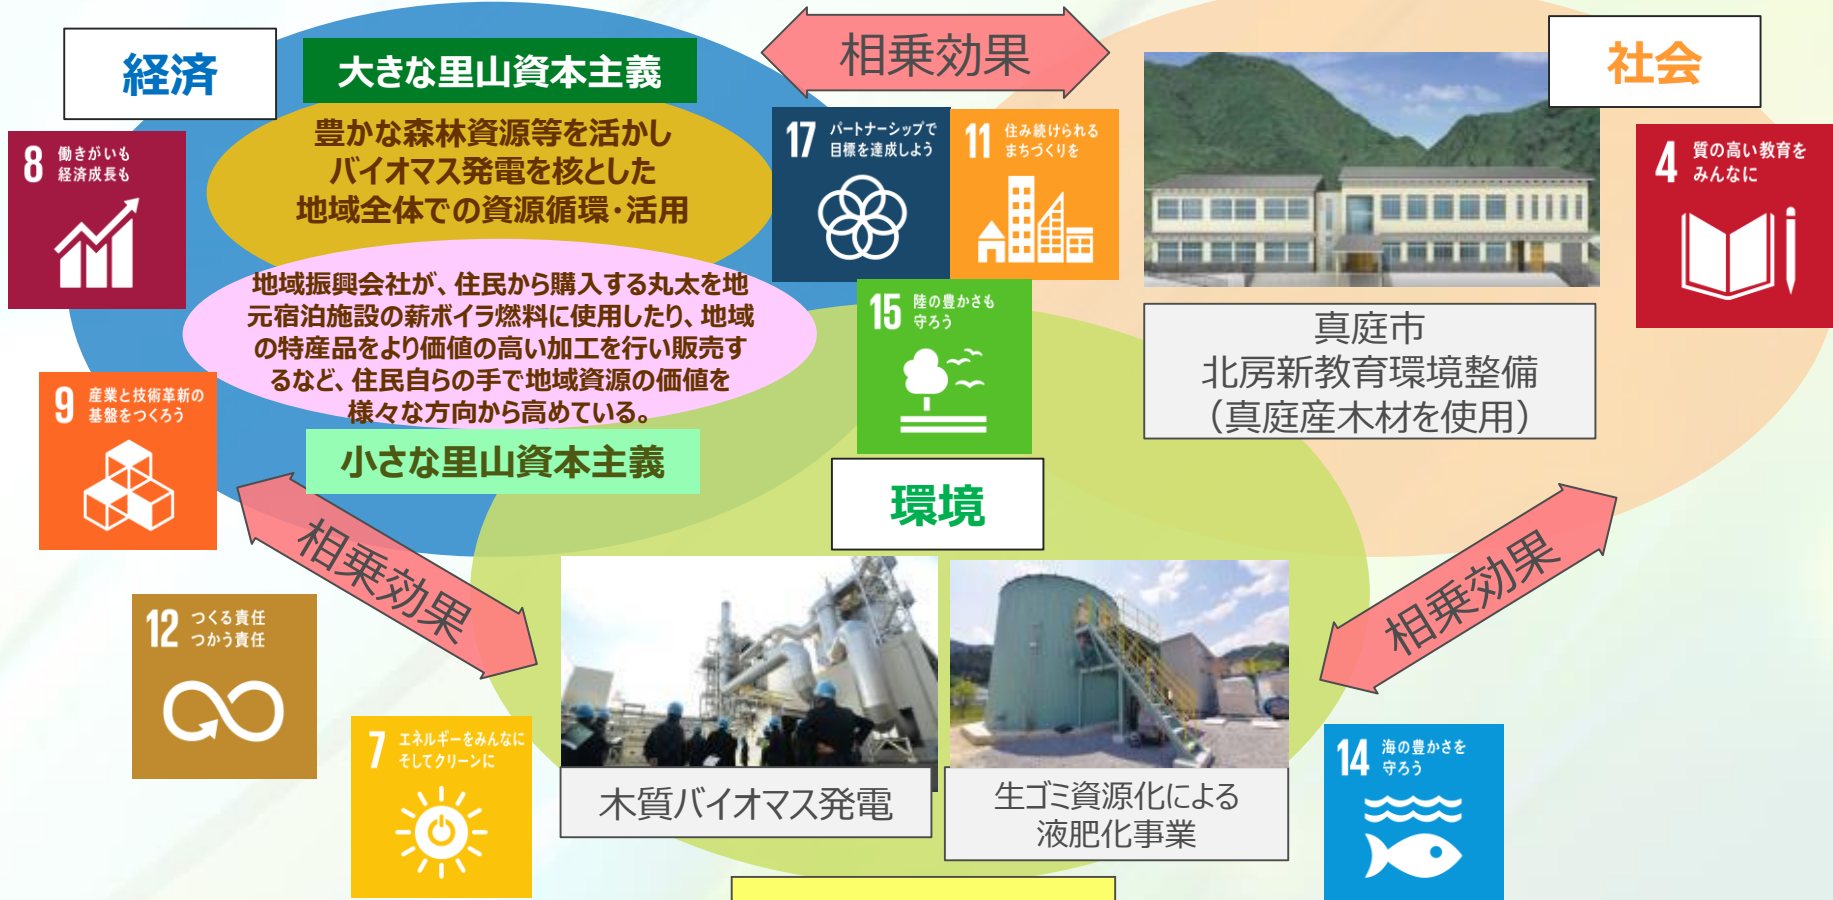 経済
大きな里山資本主義
相乗効果
社会
豊かな森林資源等を活かし
バイオマス発電を核とした
地域全体での資源循環・活用
8 働きがいも
経済成長も
17 パートナーシップで
目標を達成しよう
11 住み続けられる
まちづくりを
4 質の高い教育を
みんなに
地域振興会社が、住民から購入する丸太を地
元宿泊施設の薪ボイラ燃料に使用したり、地域
の特産品をより価値の高い加工を行い販売す
るなど、住民自らの手で地域資源の価値を
様々な方向から高めている。
15 陸の豊かさも
守ろう
真庭市
北房新教育環境整備
（真庭産木材を使用）
9 産業と技術革新の
基盤をつくろう
小さな里山資本主義
環境
相乗効果
相乗効果
12 つくる責任
つかう責任
7 エネルギーをみんなに
そしてクリーンに
木質バイオマス発電
生ゴミ資源化による
液肥化事業
14 海の豊かさを
守ろう